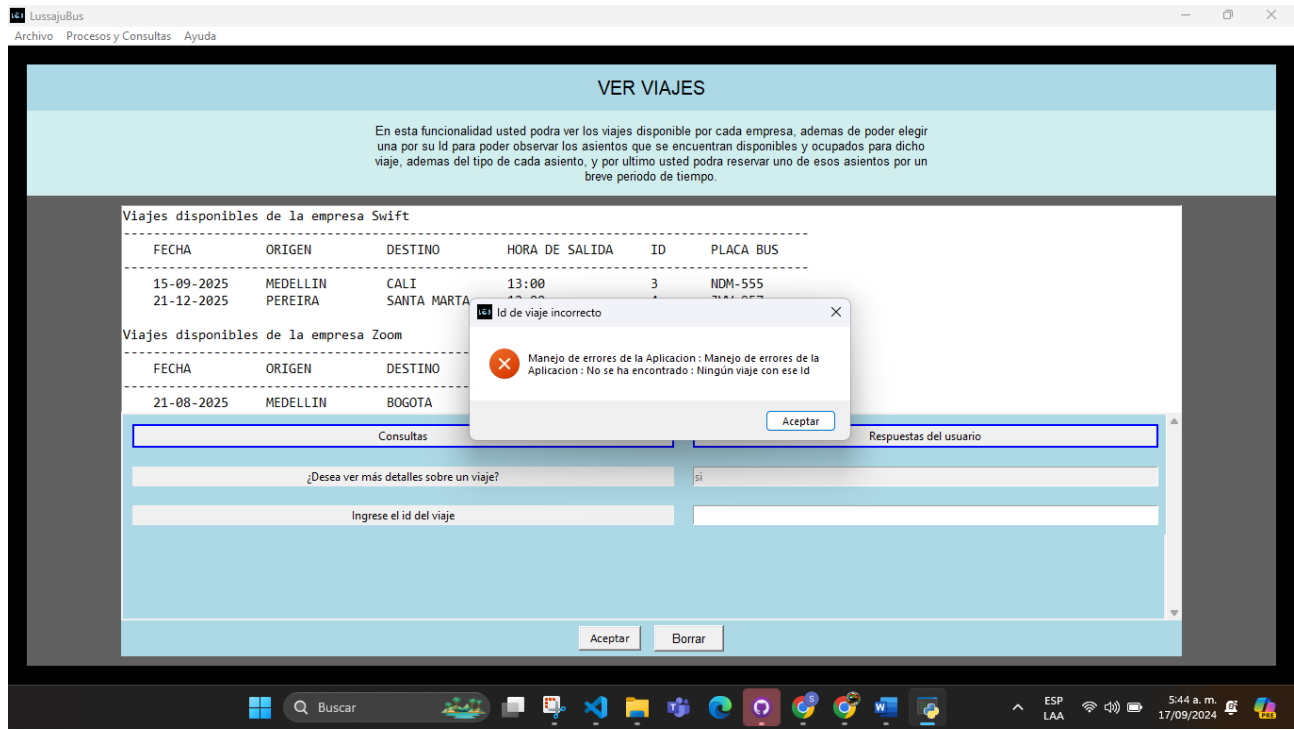 LussajuBus
Archivo Procesos y Consultas Ayuda
VER VIAJES
En esta funcionalidad usted podra ver los viajes disponible por cada empresa, ademas de poder elegir
una por su Id para poder observar los asientos que se encuentran disponibles y ocupados para dicho
viaje, ademas del tipo de cada asiento, y por ultimo usted podra reservar uno de esos asientos por un
breve periodo de tiempo.
Viajes disponibles de la empresa Swift
FECHA ORIGEN DESTINO HORA DE SALIDA ID PLACA BUS
15-09-2025 MEDELLIN CALI 13:00 3 NDM-555
21-12-2025 PEREIRA SANTA MARTA
Id de viaje incorrecto
Viajes disponibles de la empresa Zoom
Manejo de errores de la Aplicacion : Manejo de errores de la
Aplicacion : No se ha encontrado : Ningún viaje con ese Id
FECHA ORIGEN DESTINO
21-08-2025 MEDELLIN BOGOTA
Aceptar
Consultas Respuestas del usuario
¿Desea ver más detalles sobre un viaje? si
Ingrese el id del viaje
Aceptar Borrar
Buscar
ESP
LAA
5:44 a. m.
17/09/2024
PRE